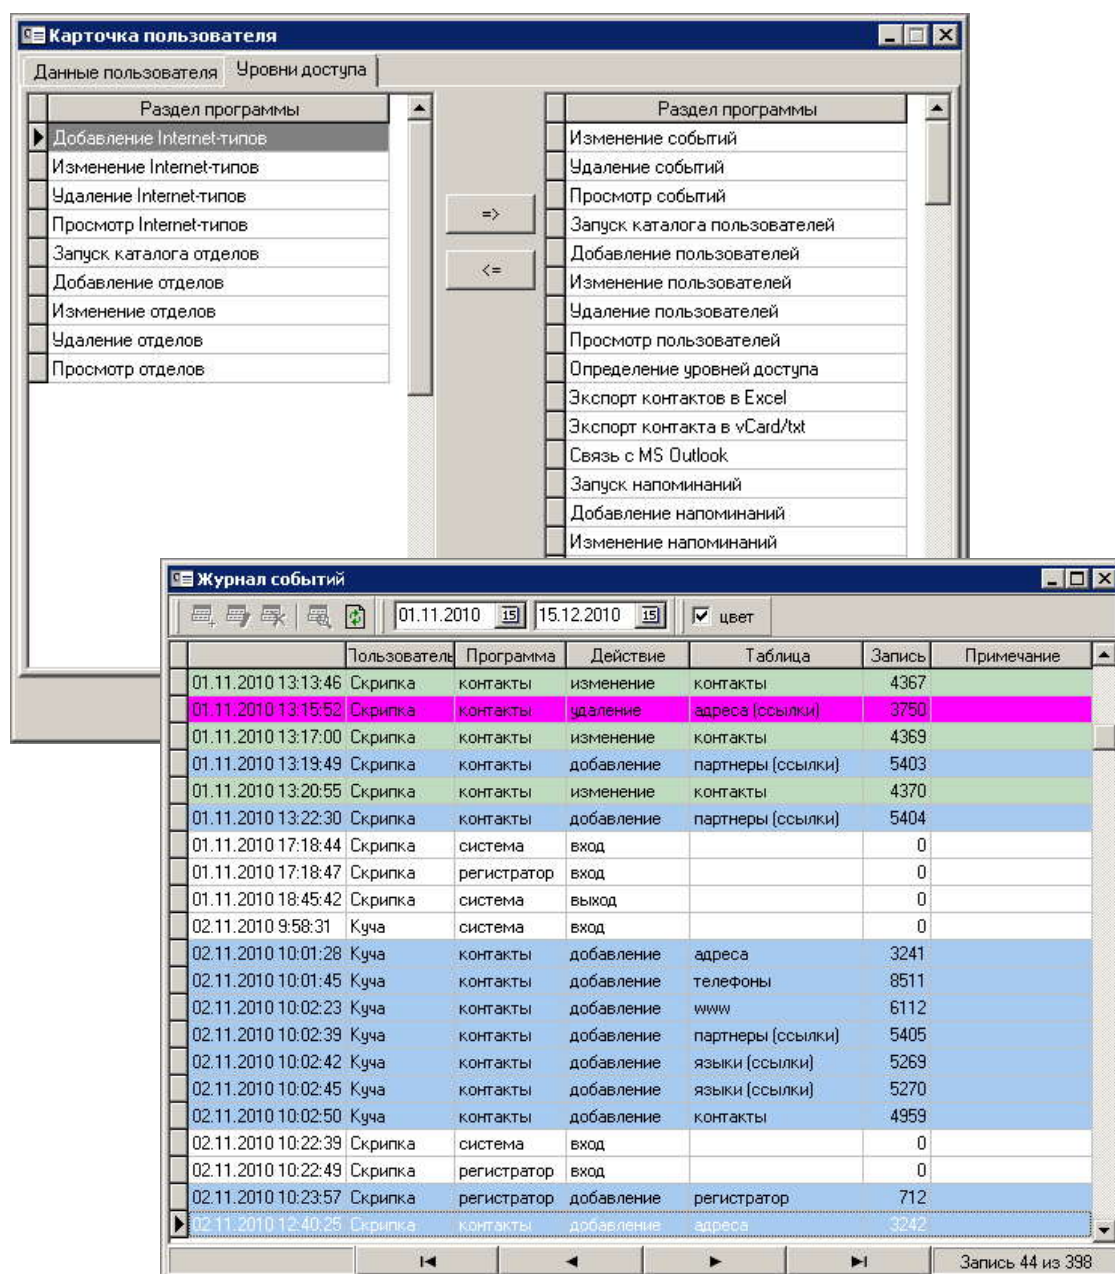 Карточка пользователя
Данные пользователя Уровни доступа
Раздел программы
Добавление Internet-типов
Изменение Internet-типов
Удаление Internet-типов
Просмотр Internet-типов
Запуск каталога отделов
Добавление отделов
Изменение отделов
Удаление отделов
Просмотр отделов
=>
<=
Раздел программы
Изменение событий
Удаление событий
Просмотр событий
Запуск каталога пользователей
Добавление пользователей
Изменение пользователей
Удаление пользователей
Просмотр пользователей
Определение уровней доступа
Экспорт контактов в Excel
Экспорт контакта в vCard/txt
Связь с MS Outlook
Запуск напоминаний
Добавление напоминаний
Изменение напоминаний
Журнал событий
01.11.2010 15 15.12.2010 15 цвет
Пользователь Программа Действие Таблица Запись Примечание
01.11.2010 13:13:46 Скрипка контакты изменение контакты 4367
01.11.2010 13:15:52 Скрипка контакты удаление адреса (ссылки) 3750
01.11.2010 13:17:00 Скрипка контакты изменение контакты 4369
01.11.2010 13:19:49 Скрипка контакты добавление партнеры (ссылки) 5403
01.11.2010 13:20:55 Скрипка контакты изменение контакты 4370
01.11.2010 13:22:30 Скрипка контакты добавление партнеры (ссылки) 5404
01.11.2010 17:18:44 Скрипка система вход 0
01.11.2010 17:18:47 Скрипка регистратор вход 0
01.11.2010 18:45:42 Скрипка система выход 0
02.11.2010 9:58:31 Куча система вход 0
02.11.2010 10:01:28 Куча контакты добавление адреса 3241
02.11.2010 10:01:45 Куча контакты добавление телефоны 8511
02.11.2010 10:02:23 Куча контакты добавление www 6112
02.11.2010 10:02:39 Куча контакты добавление партнеры (ссылки) 5405
02.11.2010 10:02:42 Куча контакты добавление языки (ссылки) 5269
02.11.2010 10:02:45 Куча контакты добавление языки (ссылки) 5270
02.11.2010 10:02:50 Куча контакты добавление контакты 4959
02.11.2010 10:22:39 Скрипка система вход 0
02.11.2010 10:22:49 Скрипка регистратор вход 0
02.11.2010 10:23:57 Скрипка регистратор добавление регистратор 712
02.11.2010 12:40:25 Скрипка контакты добавление адреса 3242
Запись 44 из 398